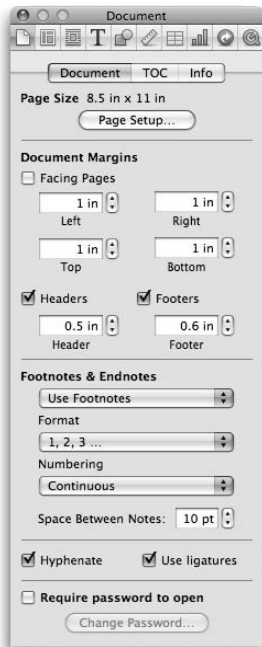 Document
T
Document TOC Info
Page Size 8.5 in x 11 in
Page Setup...
Document Margins
Facing Pages
1 in 1 in
Left Right
1 in 1 in
Top Bottom
Headers Footers
0.5 in 0.6 in
Header Footer
Footnotes & Endnotes
Use Footnotes
Format
1, 2, 3 ...
Numbering
Continuous
Space Between Notes: 10 pt
Hyphenate Use ligatures
Require password to open
Change Password...